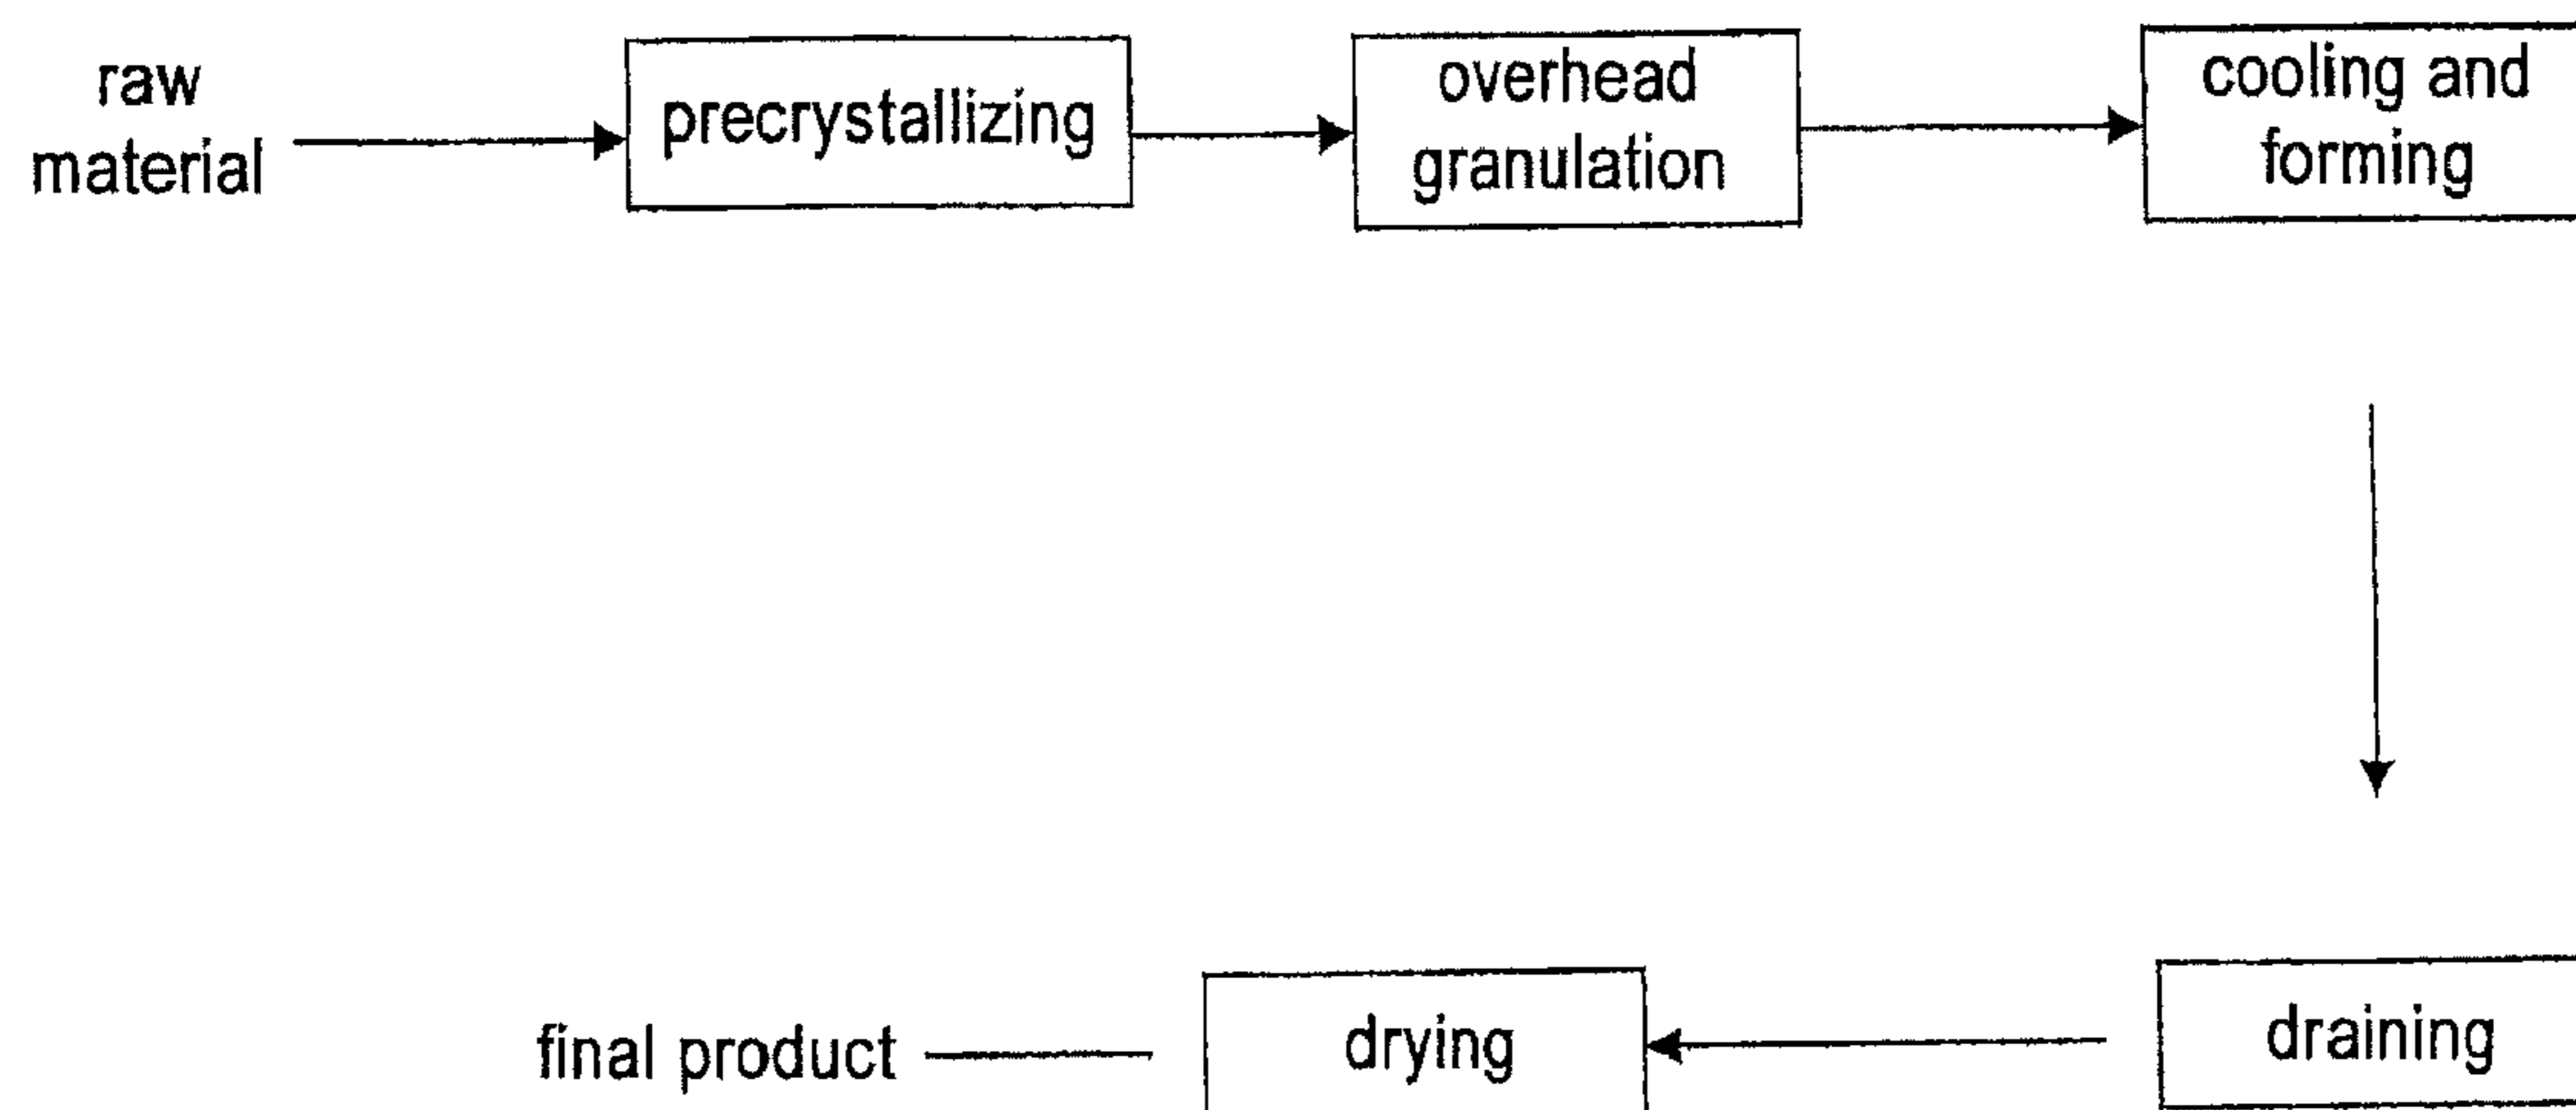 raw
material
precrystallizing
overhead
granulation
cooling and
forming
draining
drying
final product